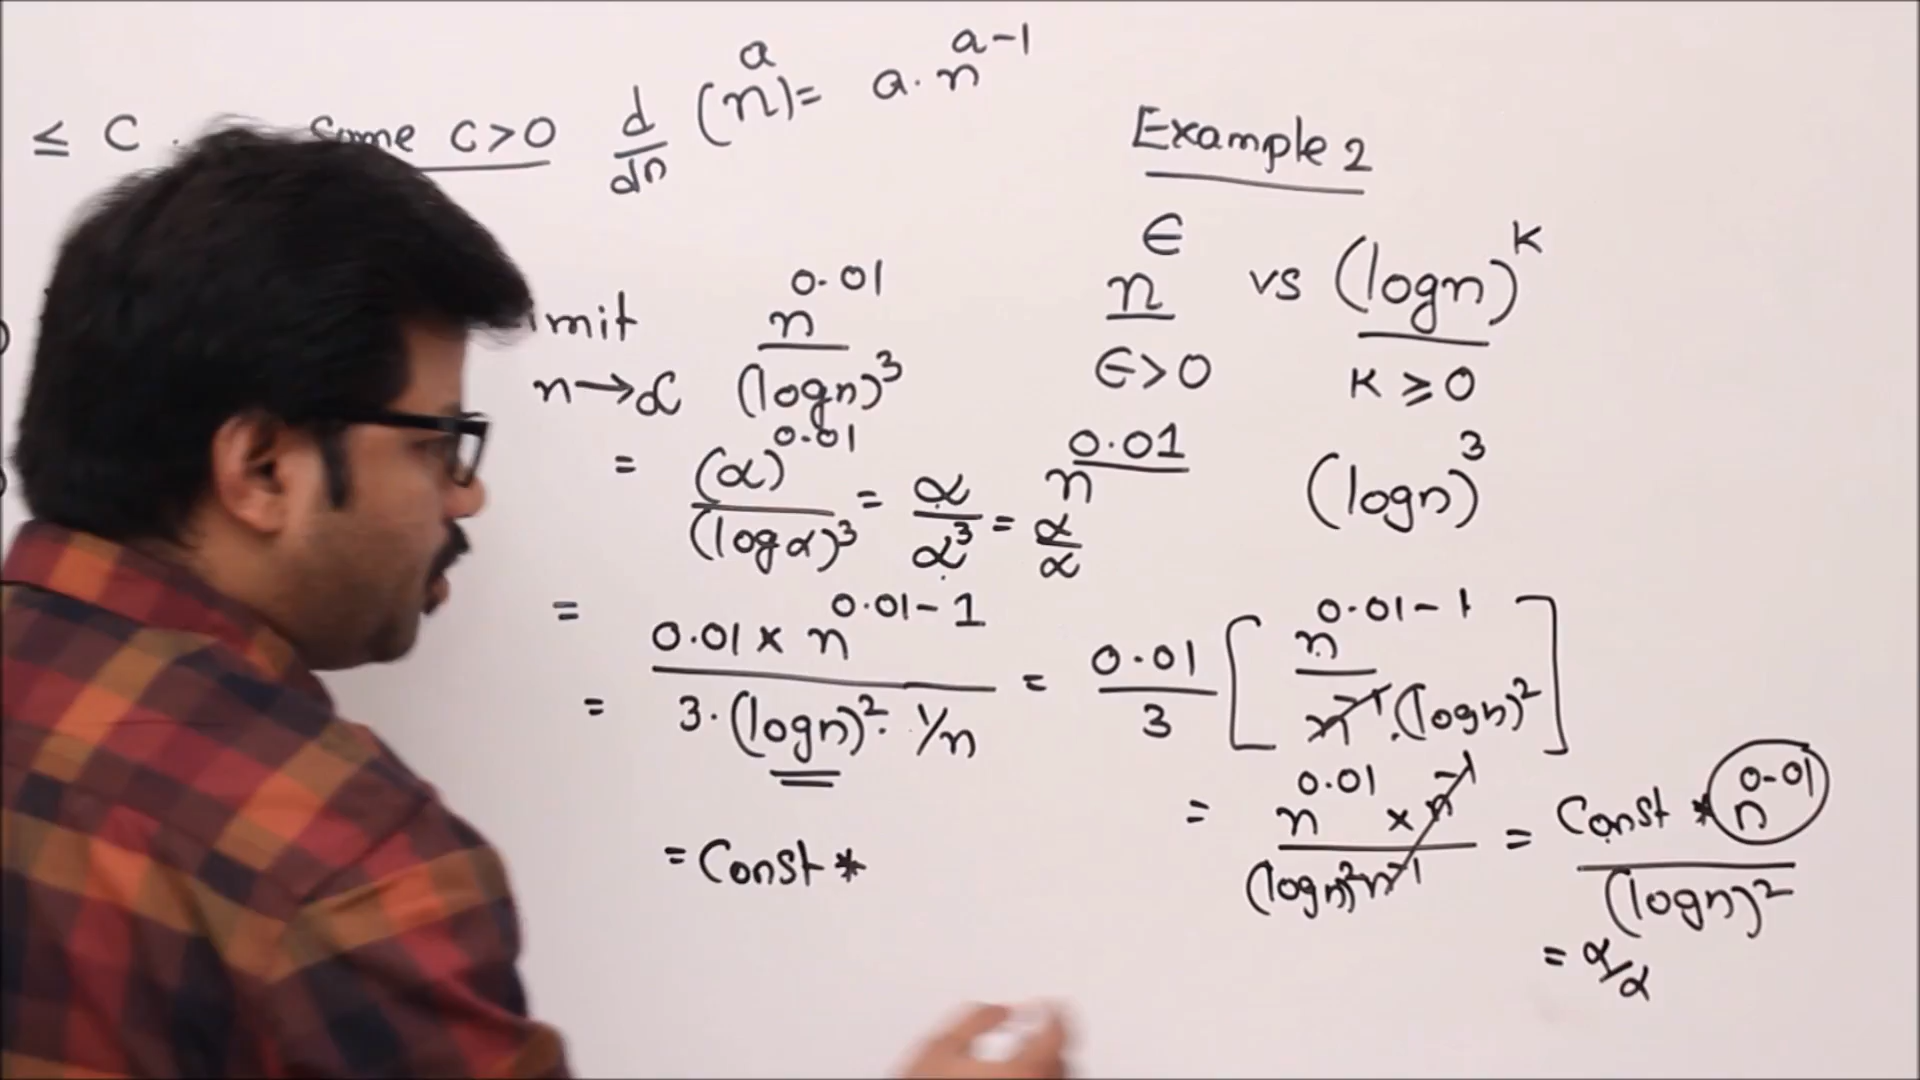 ≤ C . Some C>0 d/dn (n^a) = a.n^(a-1)
Example 2
n^∈ vs (logn)^K
∈>0 K≥0
n^0.01 (logn)^3
mit n→α n^0.01/(logn)^3
= (α)^0.01/(logα)^3 = α/α^3 = α/α
=
= 0.01 x n^(0.01-1)/3.(logn)^2.1/n = 0.01/3 [n^(0.01-1)/n^-1.(logn)^2]
= n^0.01 x n^-1/(logn)^2 n^-1 = Const * n^0.01/(logn)^2
= α/α
= Const *